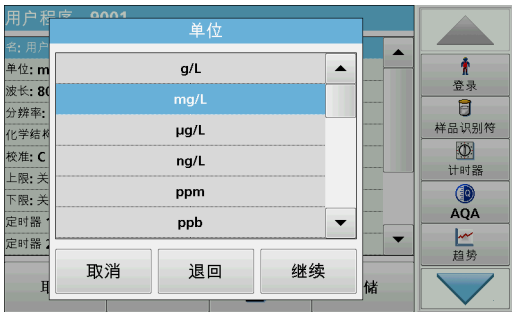 用户程序 9001
单位
名: 用户
单位: m
波长: 80
分辨率:
化学结构
校准: C
上限: 关
下限: 关
定时器 1
定时器 2
g/L
mg/L
µg/L
ng/L
ppm
ppb
取消
退回
继续
储
登录
样品识别符
计时器
AQA
趋势